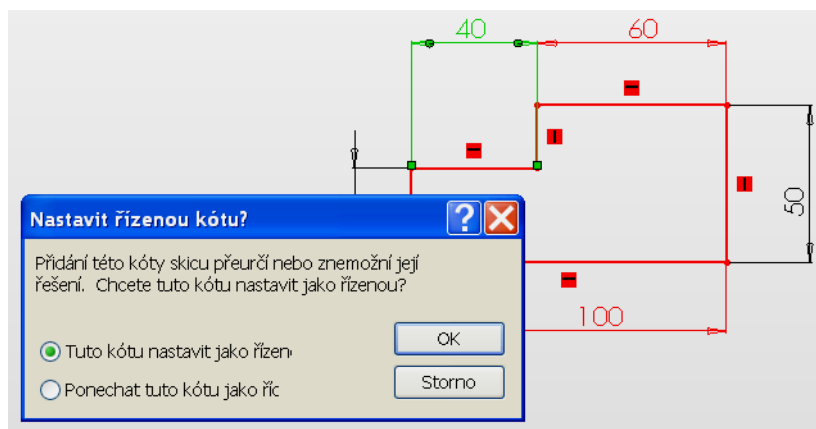 40
60
50
Nastavit řízenou kótu?
Přidání této kóty skicu přeurčí nebo znemožní její
řešení. Chcete tuto kótu nastavit jako řízenou?
OK
Tuto kótu nastavit jako řízen
Ponechat tuto kótu jako říc
Storno
100